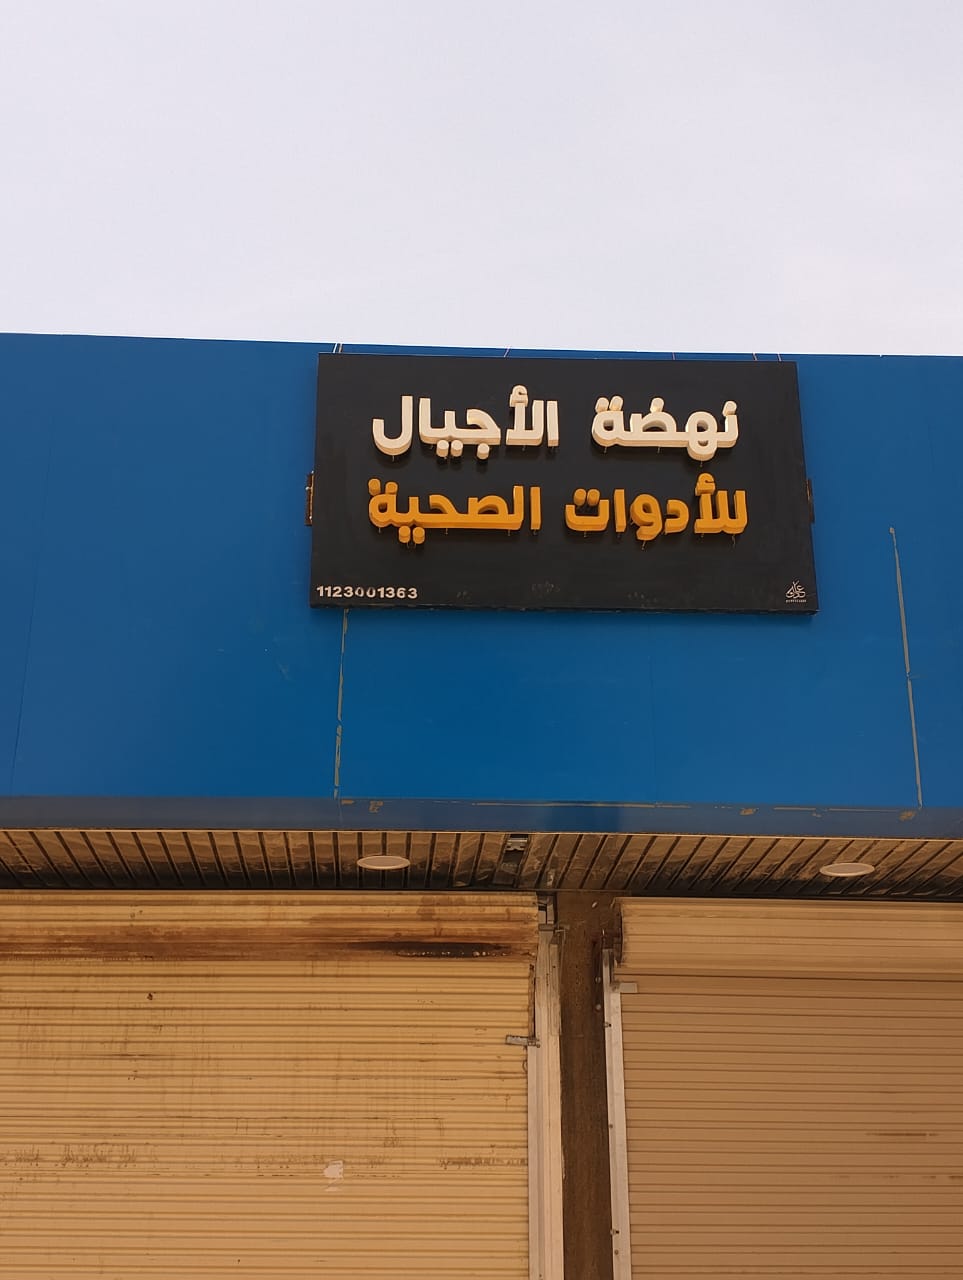 نهضة الأجيال
للأدوات الصحية
1123001363